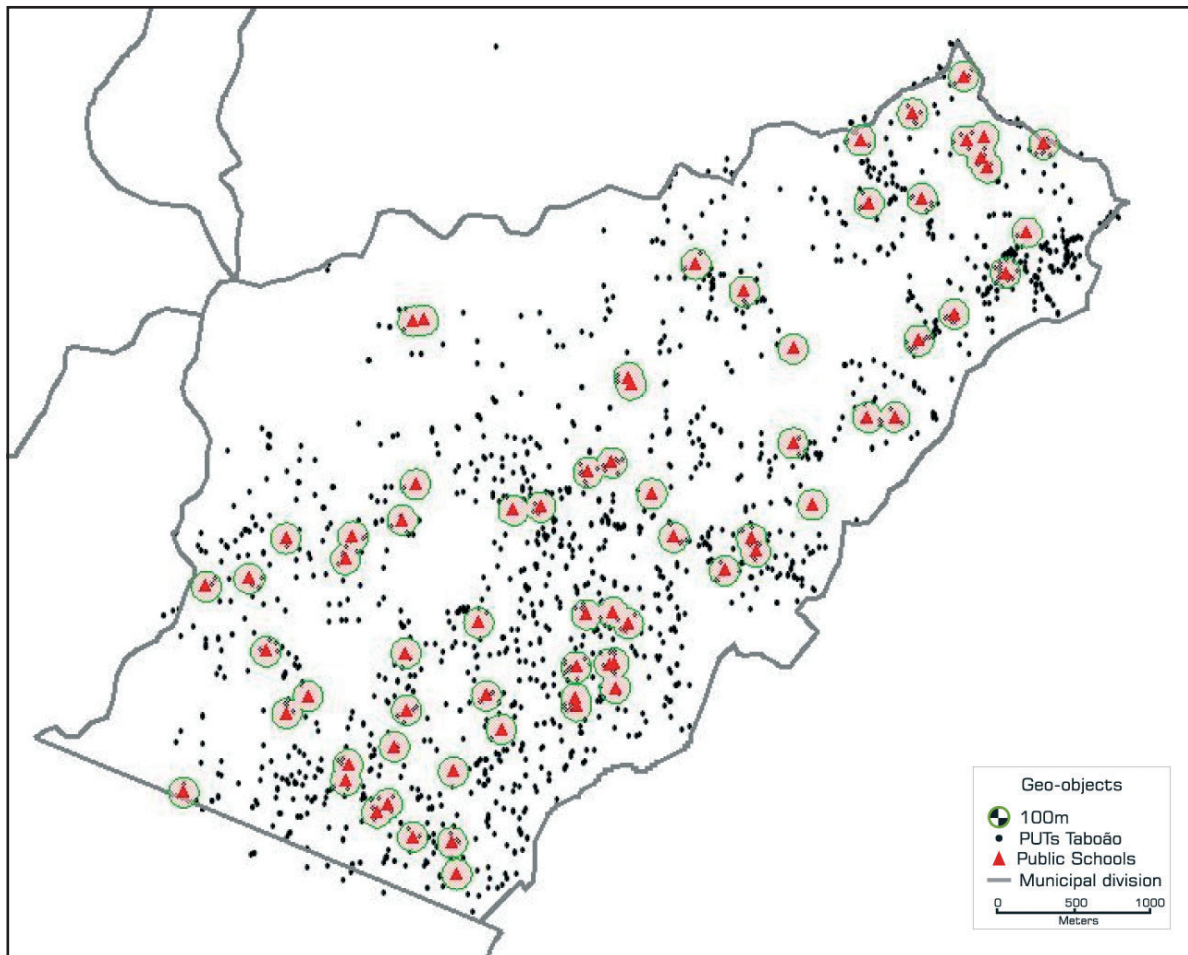 Geo-objects
100m
PUTs Taboão
Public Schools
Municipal division
0 500 1000
Meters